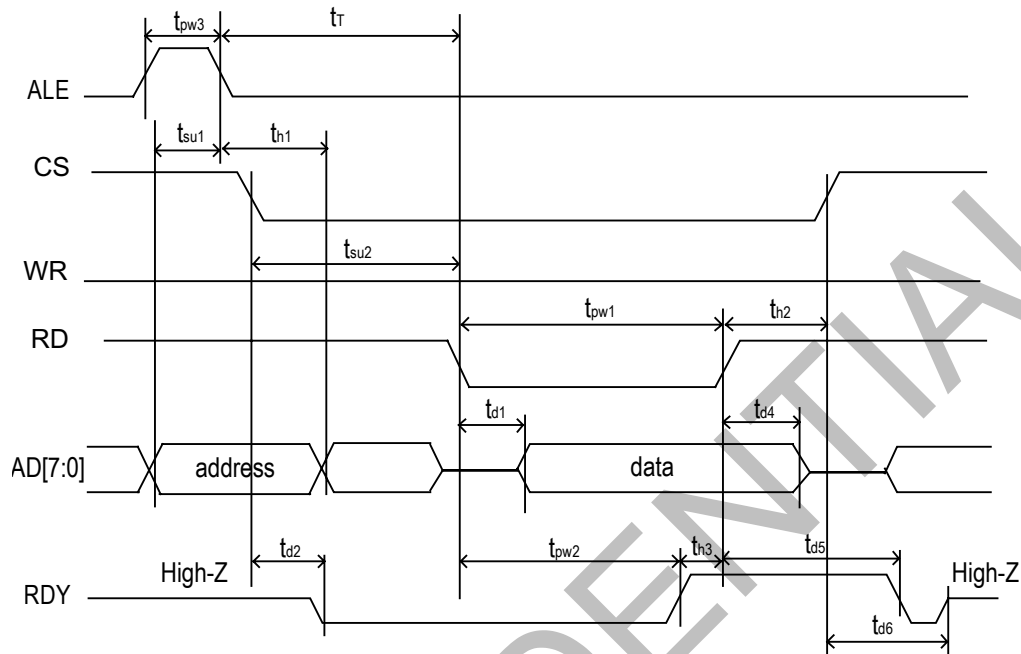 tpw3 tT
ALE
tsu1 th1
CS
tsu2
WR
tpw1 th2
RD
td1 td4
AD[7:0] address data
td2 tpw2 th3 td5
High-Z High-Z
RDY
td6
DENTIAL